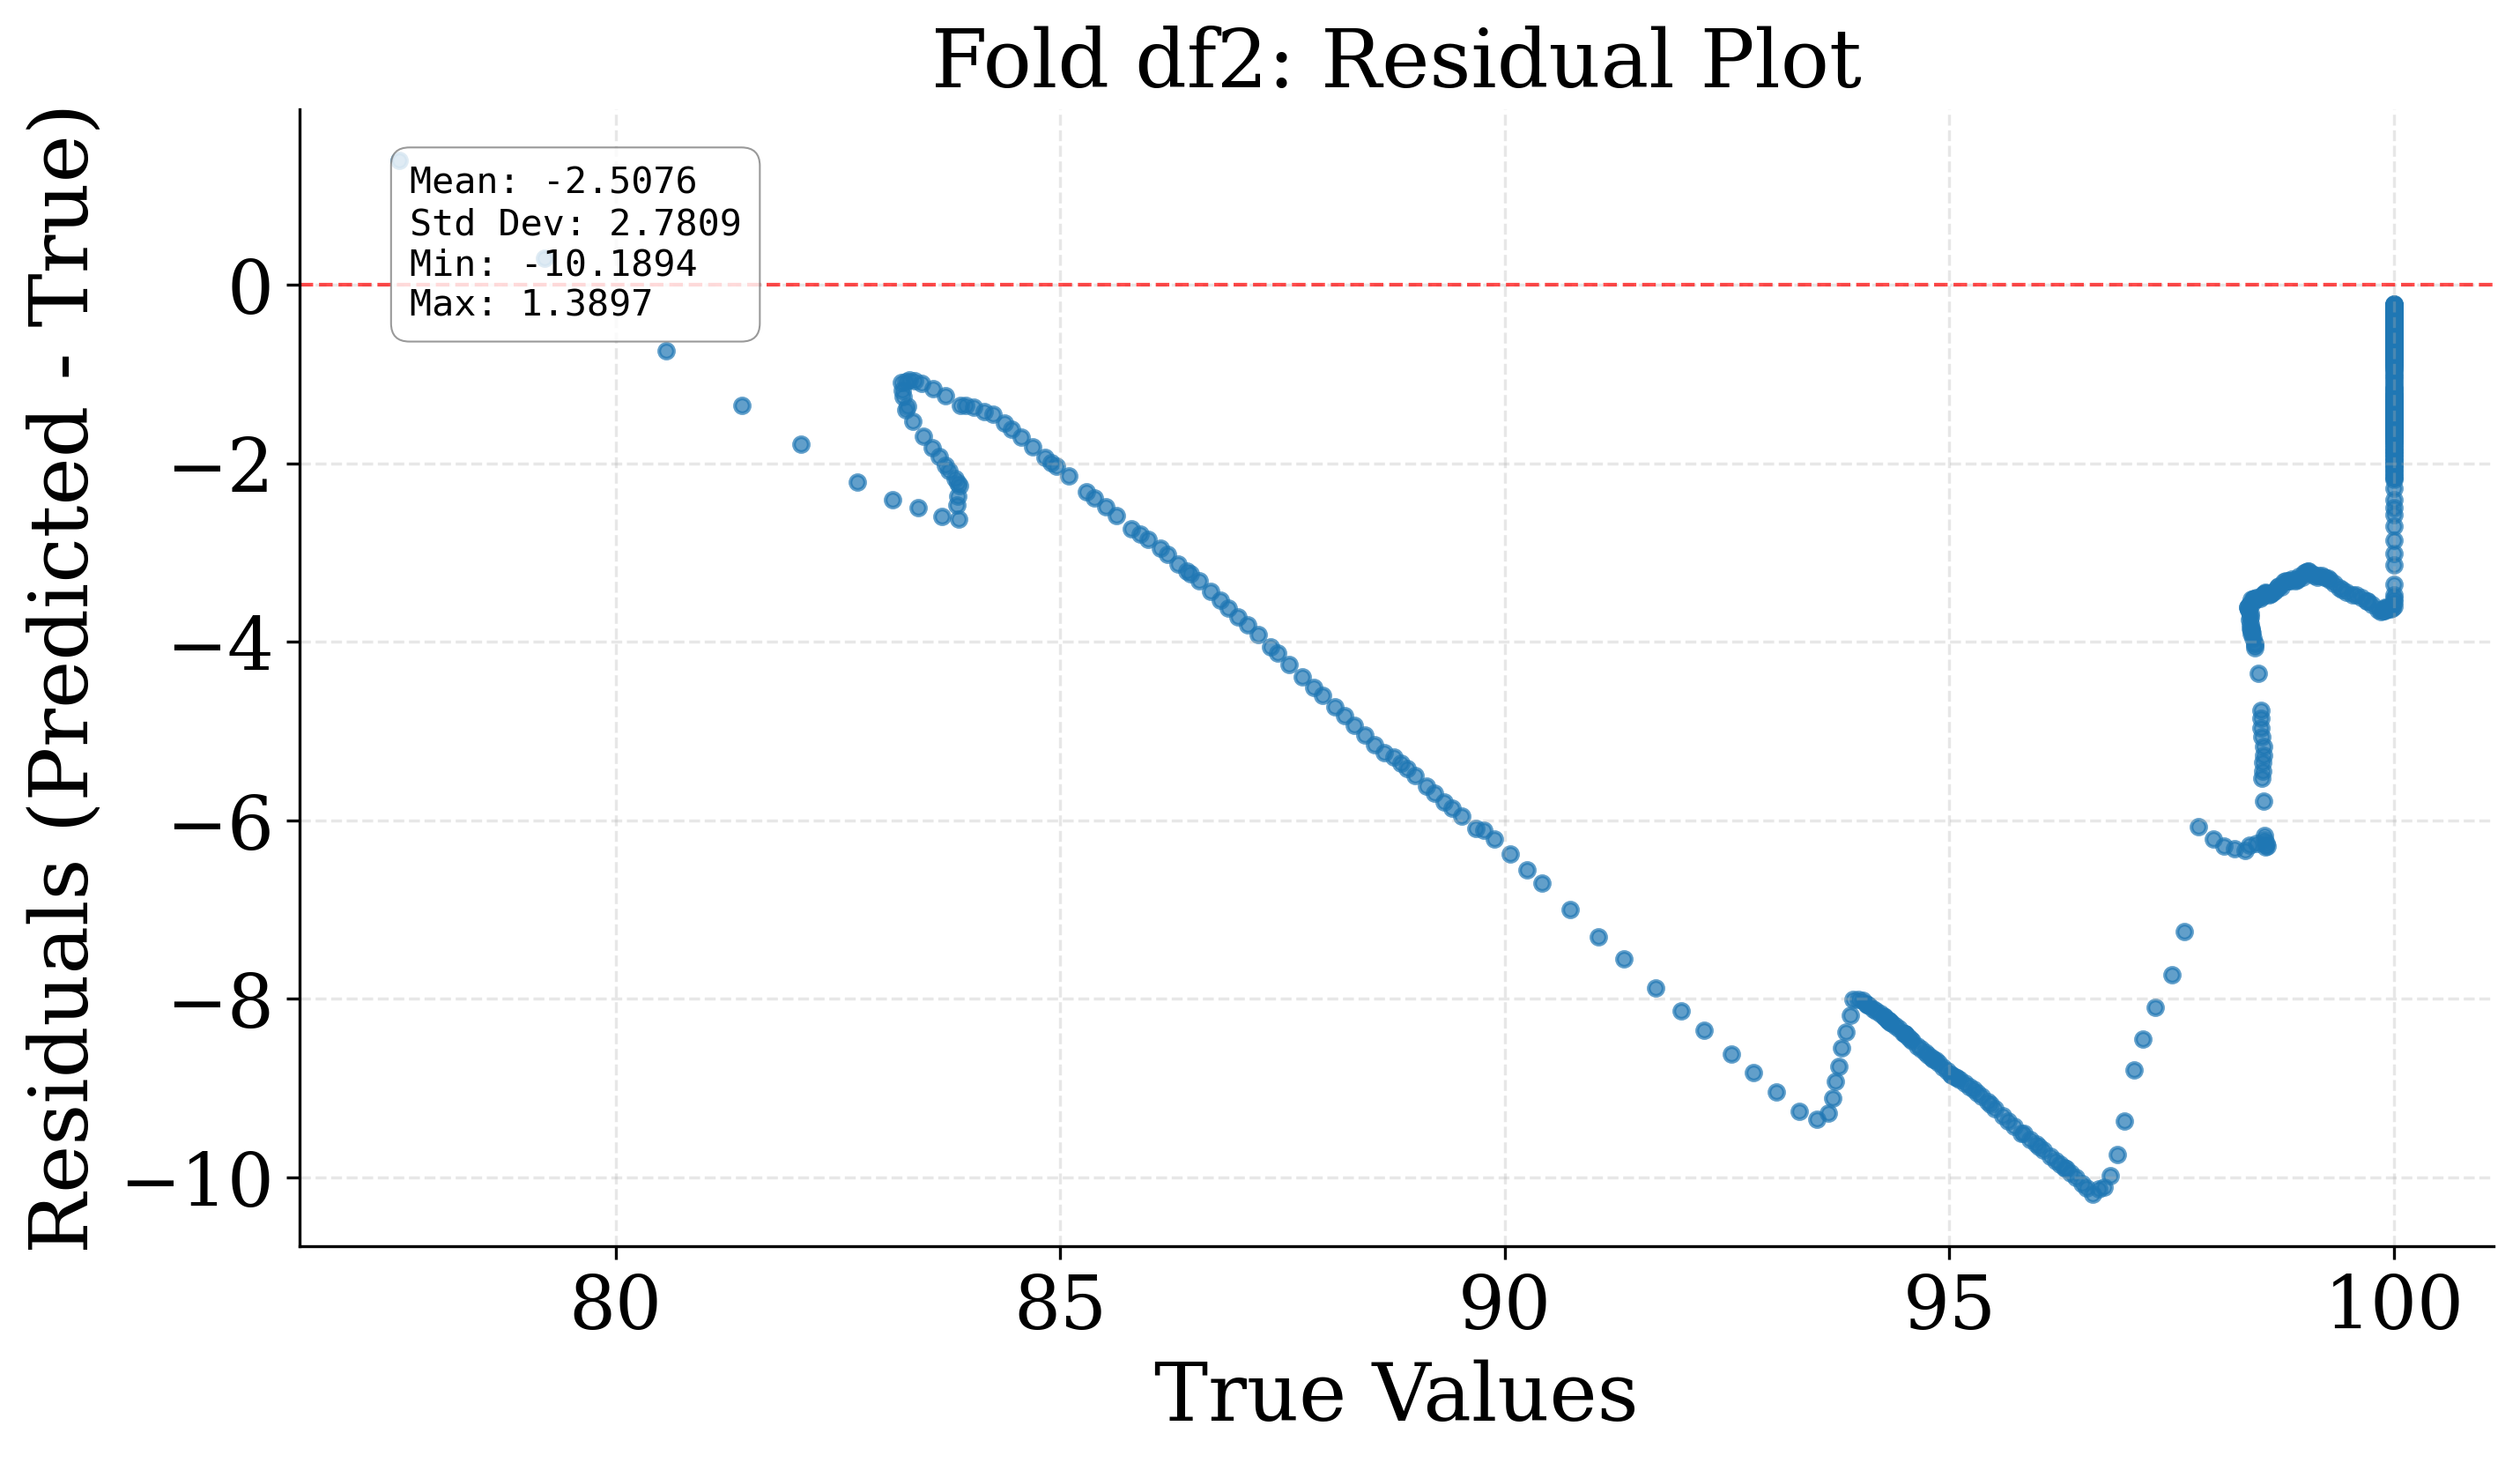 Fold df2: Residual Plot
Residuals (Predicted - True)
Mean: -2.5076
Std Dev: 2.7809
Min: -10.1894
Max: 1.3897
0
−2
−4
−6
−8
−10
80 85 90 95 100
True Values